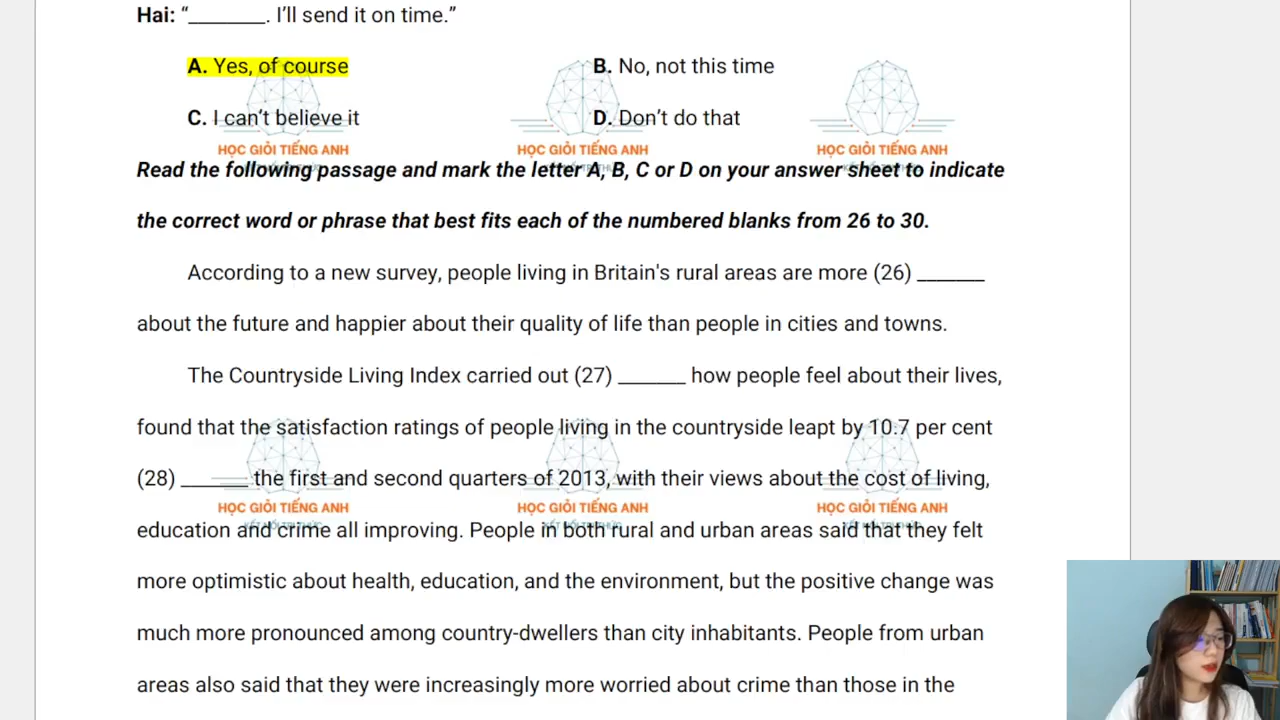 Hai: “________. I’ll send it on time.”
A. Yes, of course
B. No, not this time
C. I can’t believe it
D. Don’t do that
HỌC GIỎI TIẾNG ANH
HỌC GIỎI TIẾNG ANH
HỌC GIỎI TIẾNG ANH
Read the following passage and mark the letter A, B, C or D on your answer sheet to indicate
the correct word or phrase that best fits each of the numbered blanks from 26 to 30.
According to a new survey, people living in Britain's rural areas are more (26) _______
about the future and happier about their quality of life than people in cities and towns.
The Countryside Living Index carried out (27) _______ how people feel about their lives,
found that the satisfaction ratings of people living in the countryside leapt by 10.7 per cent
(28) _______ the first and second quarters of 2013, with their views about the cost of living,
HỌC GIỎI TIẾNG ANH
HỌC GIỎI TIẾNG ANH
HỌC GIỎI TIẾNG ANH
education and crime all improving. People in both rural and urban areas said that they felt
more optimistic about health, education, and the environment, but the positive change was
much more pronounced among country-dwellers than city inhabitants. People from urban
areas also said that they were increasingly more worried about crime than those in the